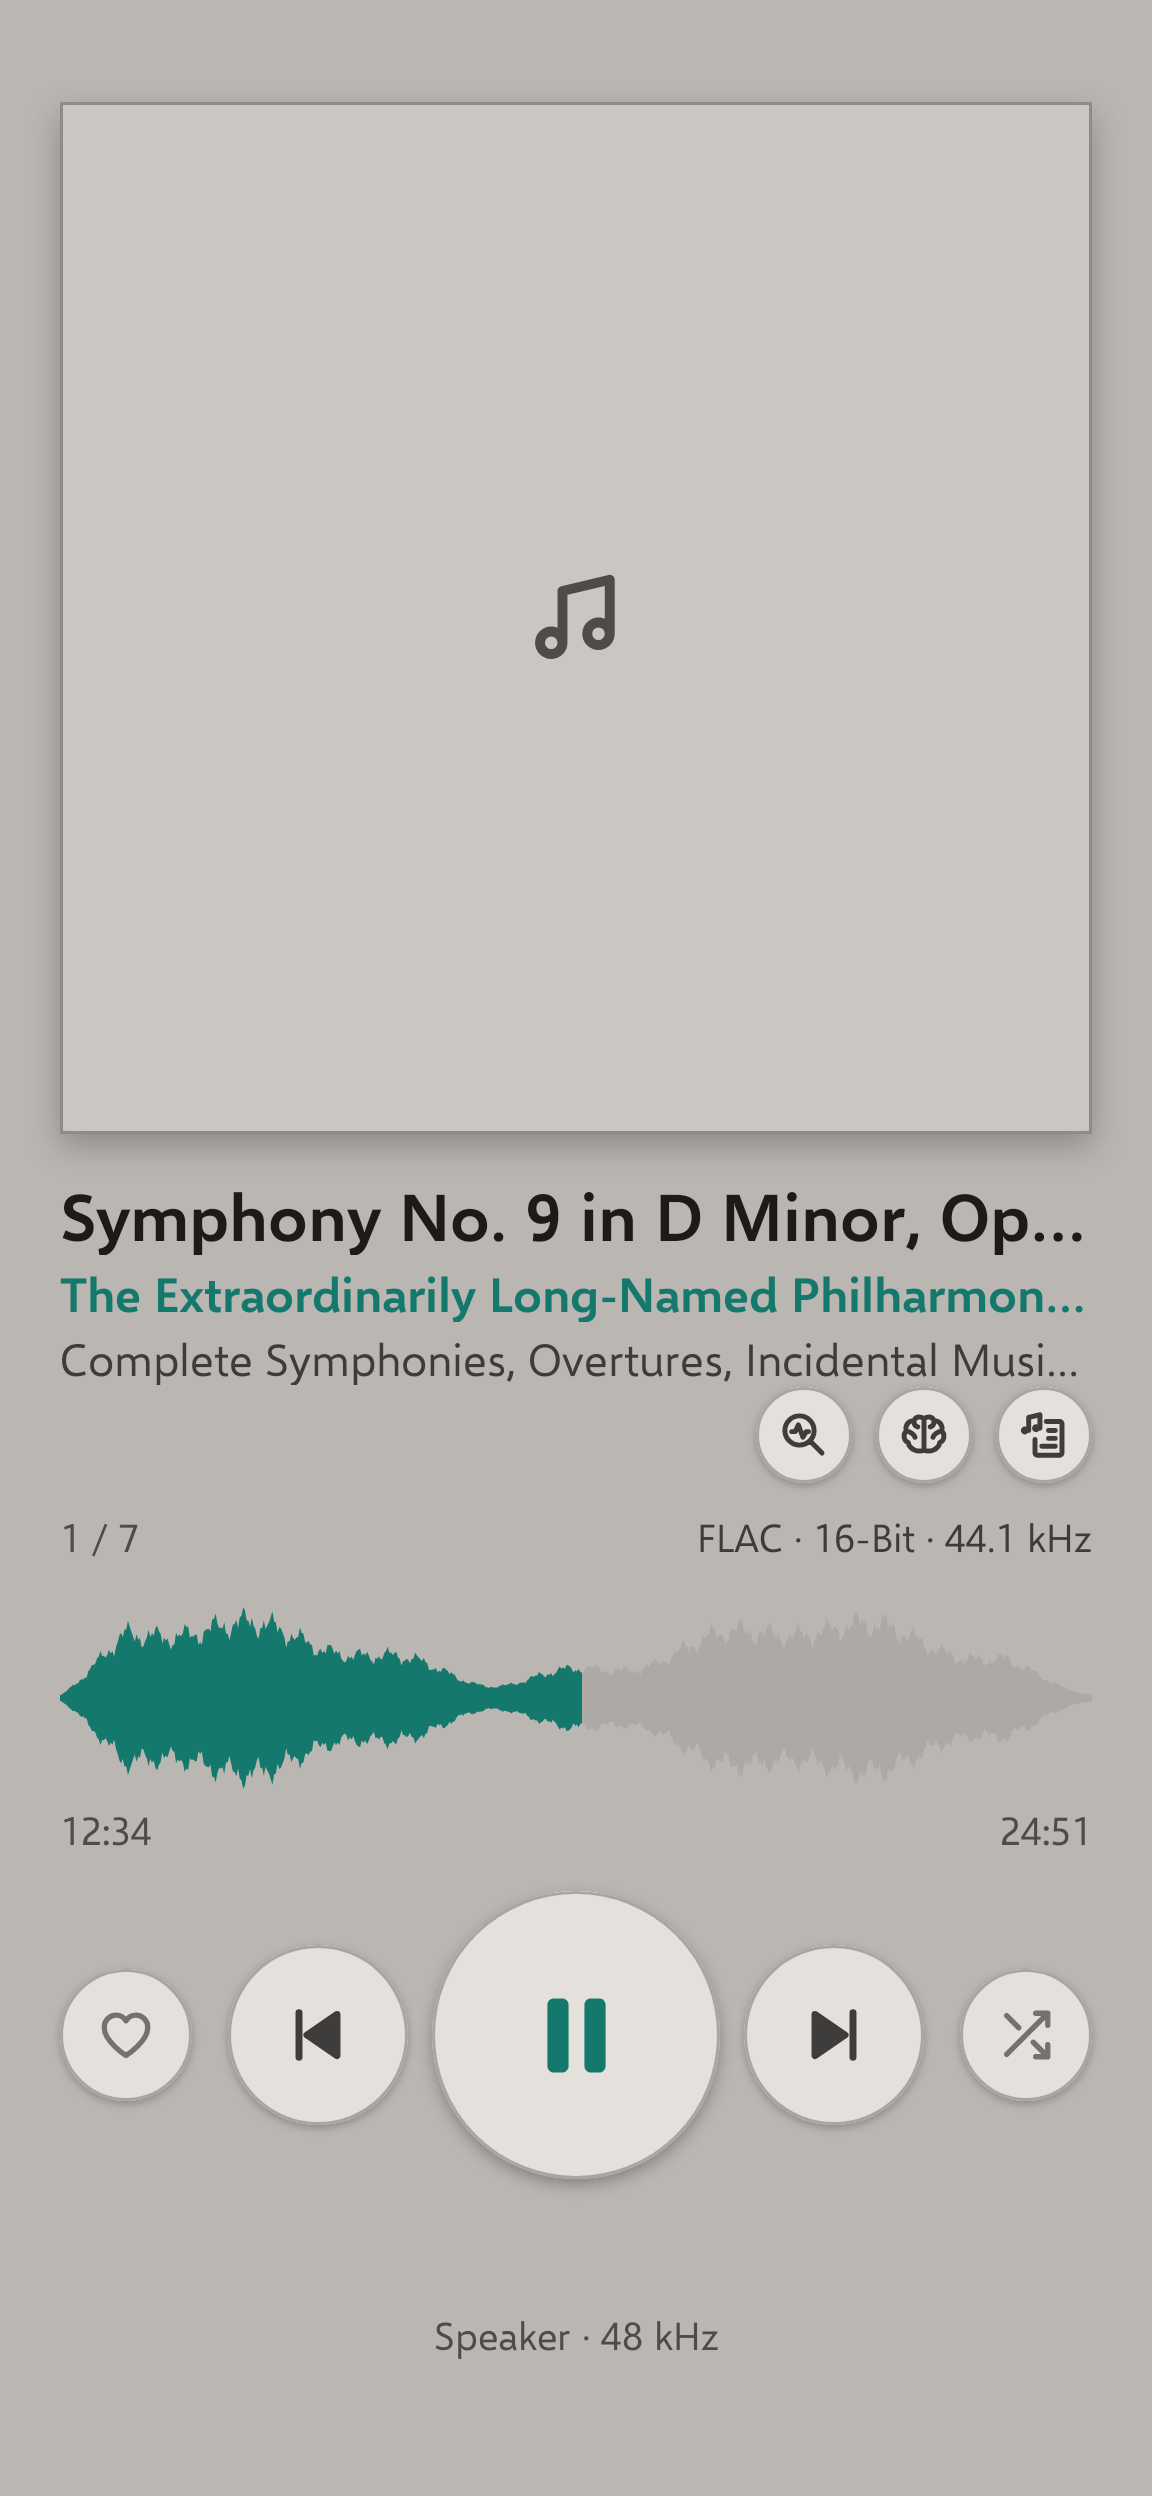 Symphony No. 9 in D Minor, Op...
The Extraordinarily Long-Named Philharmon...
Complete Symphonies, Overtures, Incidental Musi...
1 / 7
FLAC · 16-Bit · 44.1 kHz
12:34
24:51
Speaker · 48 kHz